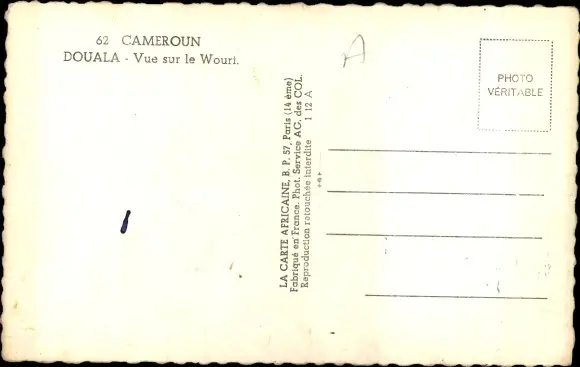 62 CAMEROUN
DOUALA - Vue sur le Wouri.
A
PHOTO
VÉRITABLE
LA CARTE AFRICAINE, B. P. 57, Paris (14 ème)
Fabriqué en France. Phot. Service AG. des COL.
Reproduction retouchée interdite 1 12 A